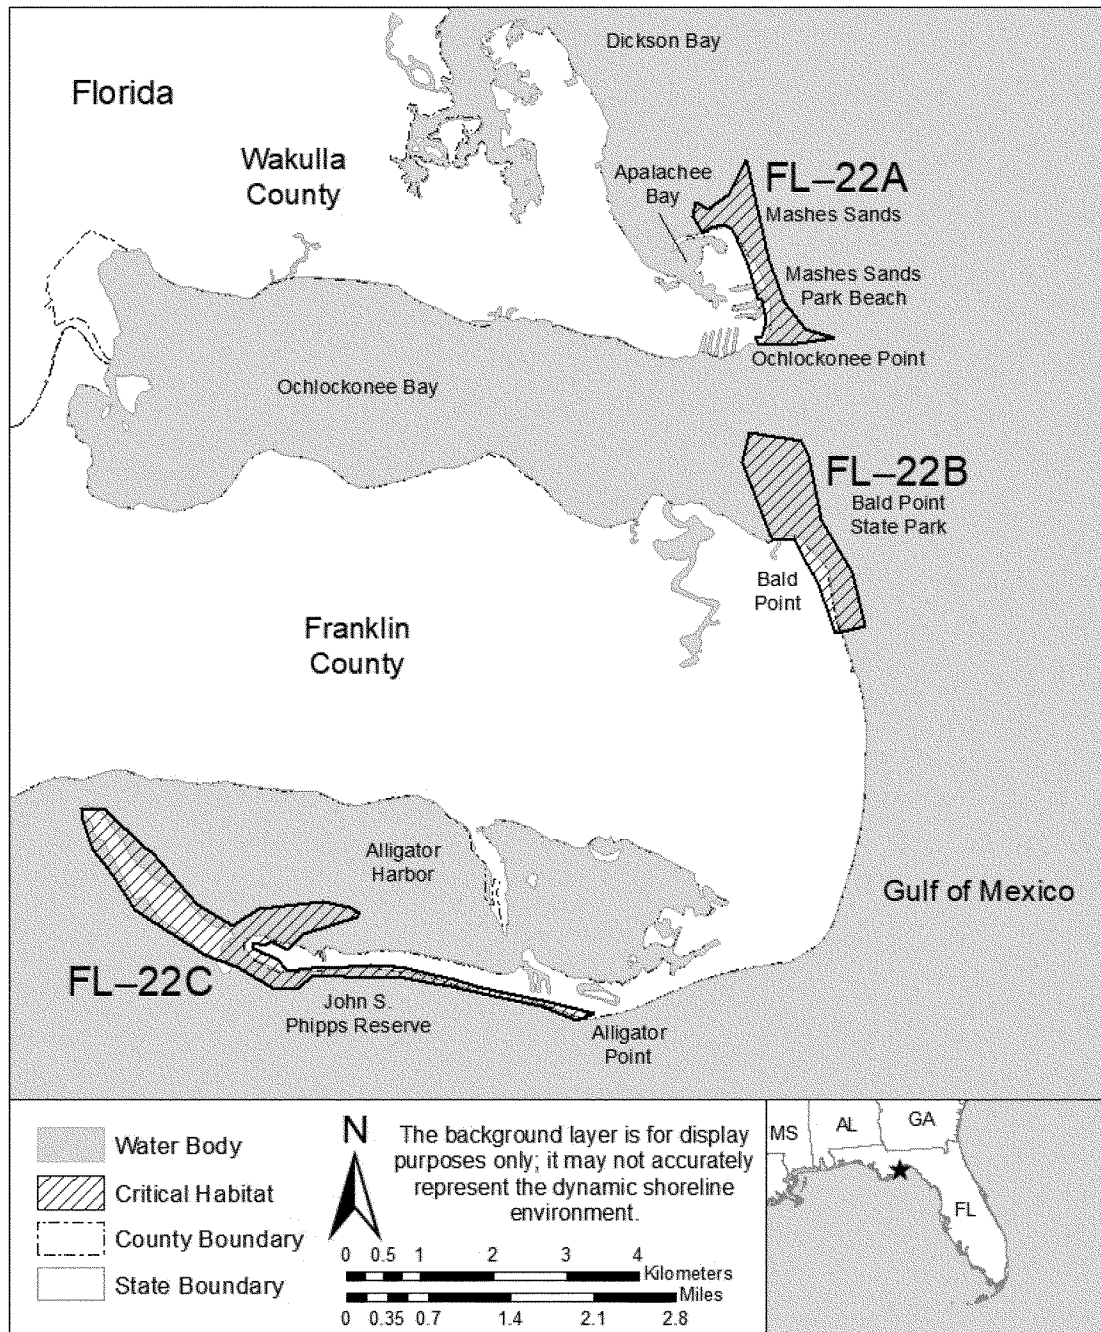 Dickson Bay
Florida
Wakulla
County
Apalachee
Bay
FL–22A
Mashes Sands
Mashes Sands
Park Beach
Ochlockonee Point
Ochlockonee Bay
FL–22B
Bald Point
State Park
Bald
Point
Franklin
County
Alligator
Harbor
Gulf of Mexico
FL–22C
John S.
Phipps Reserve
Alligator
Point
Water Body
Critical Habitat
County Boundary
State Boundary
N
The background layer is for display
purposes only; it may not accurately
represent the dynamic shoreline
environment.
0 0.5 1 2 3 4
Kilometers
Miles
0 0.35 0.7 1.4 2.1 2.8
MS
AL
GA
FL